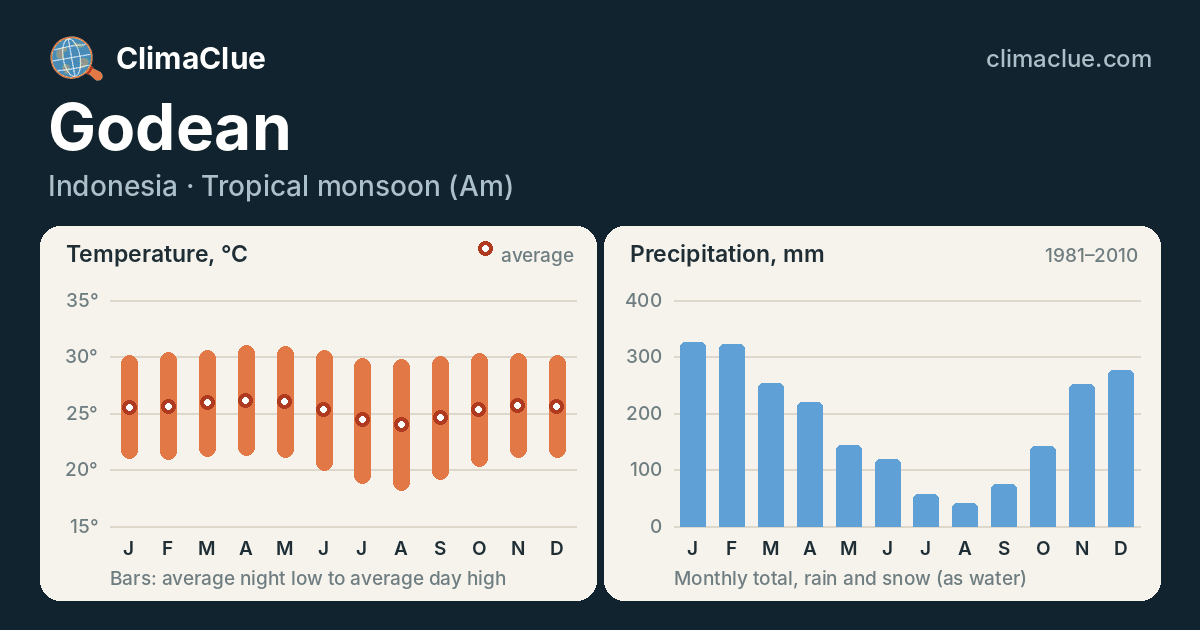 ClimaClue
climaclue.com
Godean
Indonesia · Tropical monsoon (Am)
Temperature, °C
average
35°
30°
25°
20°
15°
J F M A M J J A S O N D
Bars: average night low to average day high
Precipitation, mm
1981–2010
400
300
200
100
0
J F M A M J J A S O N D
Monthly total, rain and snow (as water)